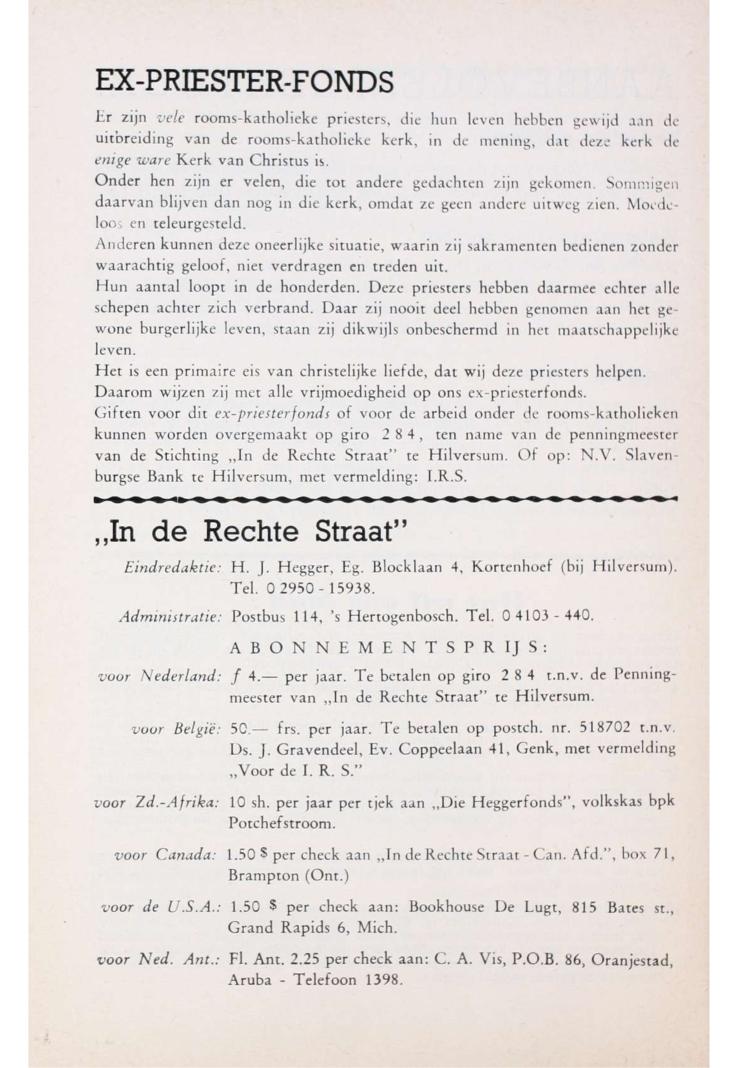 EX-PRIESTER-FONDS
Er zijn vele rooms-katholieke priesters, die hun leven hebben gewijd aan de
uitbreiding van de rooms-katholieke kerk, in de mening, dat deze kerk de
enige ware Kerk van Christus is.
Onder hen zijn er velen, die tot andere gedachten zijn gekomen. Sommigen
daarvan blijven dan nog in die kerk, omdat ze geen andere uitweg zien. Moede-
loos en teleurgesteld.
Anderen kunnen deze oneerlijke situatie, waarin zij sakramenten bedienen zonder
waarachtig geloof, niet verdragen en treden uit.
Hun aantal loopt in de honderden. Deze priesters hebben daarmee echter alle
schepen achter zich verbrand. Daar zij nooit deel hebben genomen aan het ge-
wone burgerlijke leven, staan zij dikwijls onbeschermd in het maatschappelijke
leven.
Het is een primaire eis van christelijke liefde, dat wij deze priesters helpen.
Daarom wijzen zij met alle vrijmoedigheid op ons ex-priesterfonds.
Giften voor dit ex-priesterfonds of voor de arbeid onder de rooms-katholieken
kunnen worden overgemaakt op giro 2 8 4, ten name van de penningmeester
van de Stichting „In de Rechte Straat” te Hilversum. Of op: N.V. Slaven-
burgse Bank te Hilversum, met vermelding: I.R.S.
„In de Rechte Straat”
Eindredaktie: H. J. Hegger, Eg. Blocklaan 4, Kortenhoef (bij Hilversum).
Tel. 0 2950 - 15938.
Administratie: Postbus 114, 's Hertogenbosch. Tel. 0 4103 - 440.
A B O N N E M E N T S P R IJ S :
voor Nederland: f 4.— per jaar. Te betalen op giro 2 8 4 t.n.v. de Penning-
meester van „In de Rechte Straat” te Hilversum.
voor België: 50.— frs. per jaar. Te betalen op postch. nr. 518702 t.n.v.
Ds. J. Gravendeel, Ev. Coppeelaan 41, Genk, met vermelding
„Voor de I. R. S.”
voor Zd.-Afrika: 10 sh. per jaar per tjek aan „Die Heggerfonds”, volkskas bpk
Potchefstroom.
voor Canada: 1.50 $ per check aan „In de Rechte Straat - Can. Afd.”, box 71,
Brampton (Ont.)
voor de U.S.A.: 1.50 $ per check aan: Bookhouse De Lugt, 815 Bates st.,
Grand Rapids 6, Mich.
voor Ned. Ant.: Fl. Ant. 2.25 per check aan: C. A. Vis, P.O.B. 86, Oranjestad,
Aruba - Telefoon 1398.